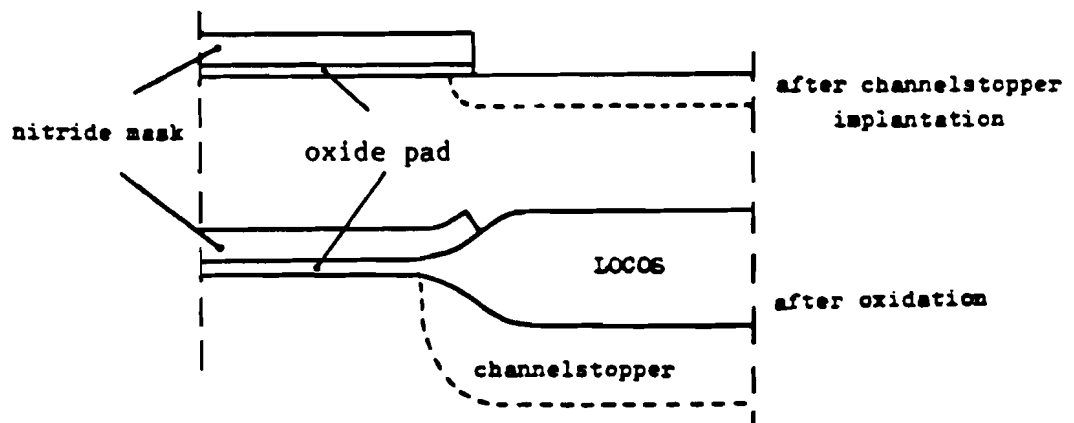 after channelstopper
implantation
nitride mask
oxide pad
LOCOS
after oxidation
channelstopper